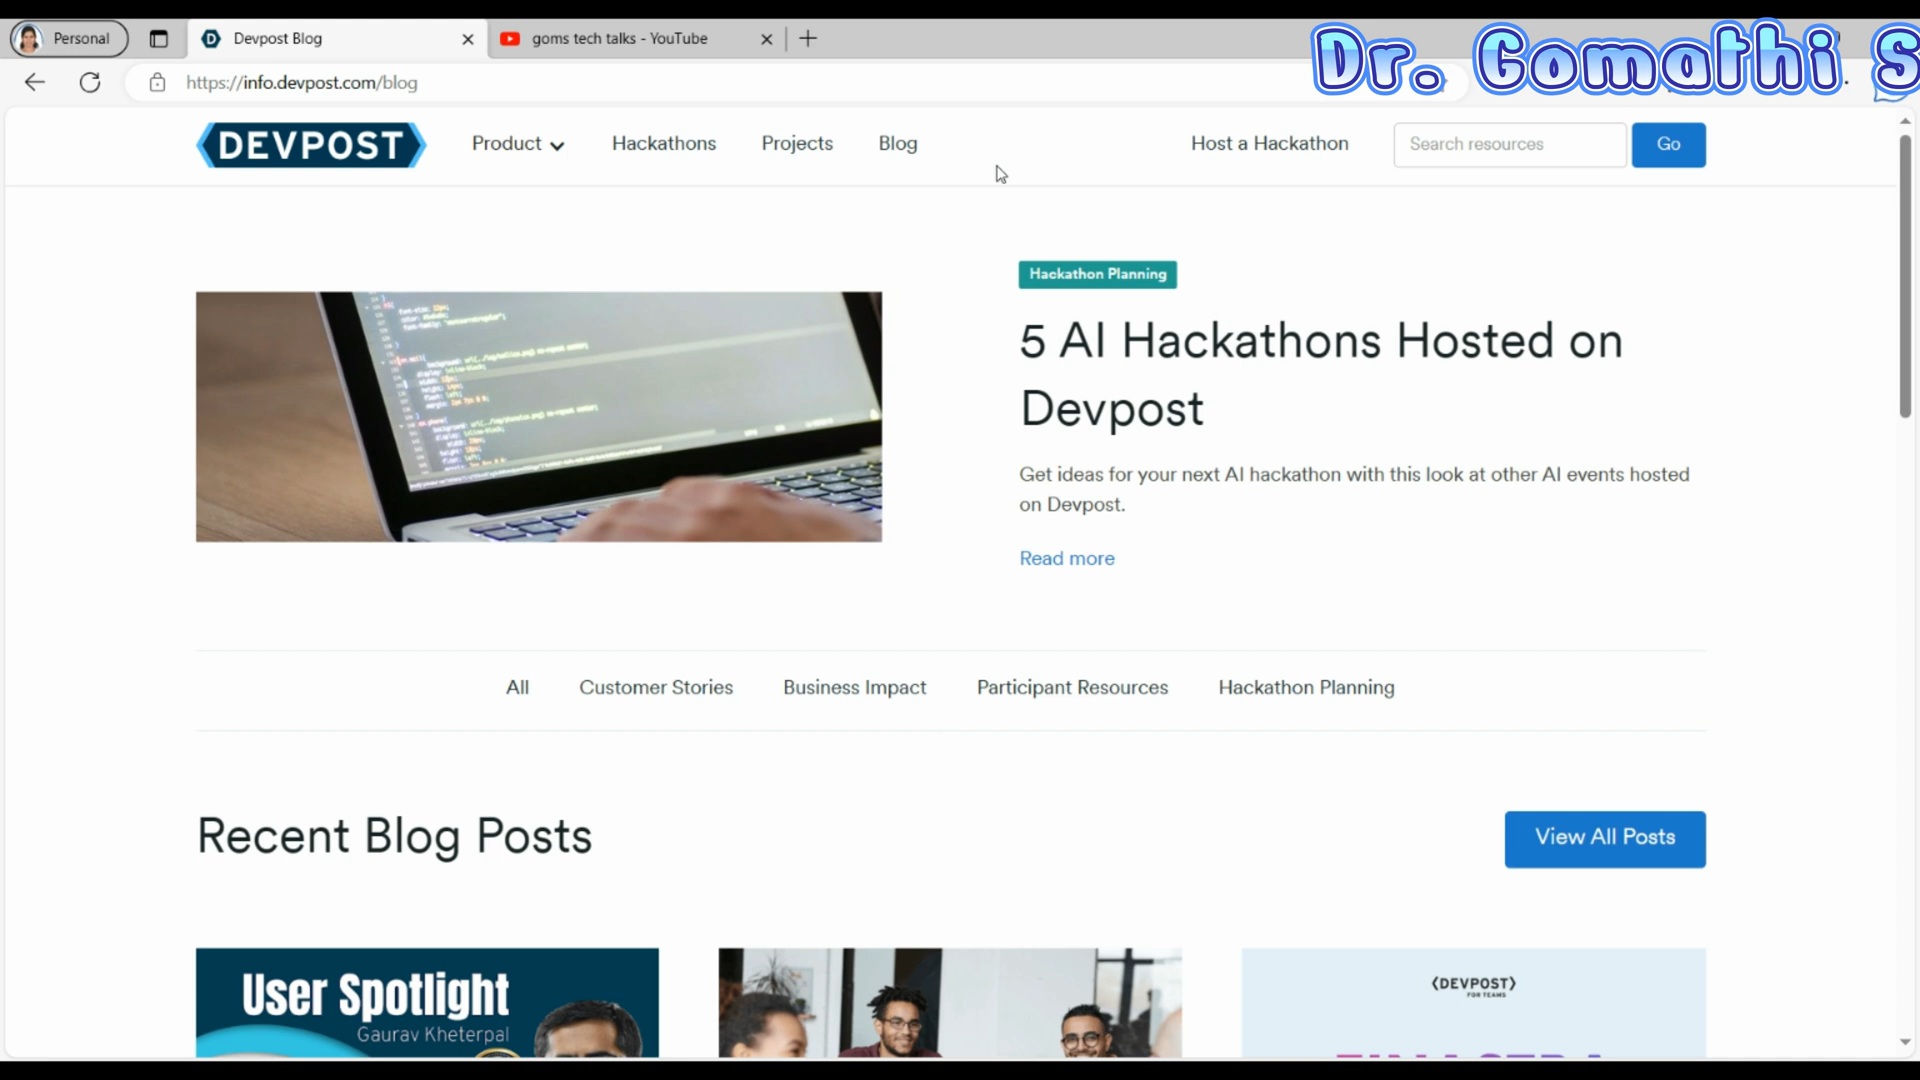 Personal
Devpost Blog
goms tech talks - YouTube
Dr. Gomathi S
https://info.devpost.com/blog
DEVPOST
Product
Hackathons
Projects
Blog
Host a Hackathon
Search resources
Go
Hackathon Planning
5 AI Hackathons Hosted on
Devpost
Get ideas for your next AI hackathon with this look at other AI events hosted
on Devpost.
Read more
All
Customer Stories
Business Impact
Participant Resources
Hackathon Planning
Recent Blog Posts
View All Posts
User Spotlight
Gaurav Kheterpal
DEVPOST
FOR TEAMS